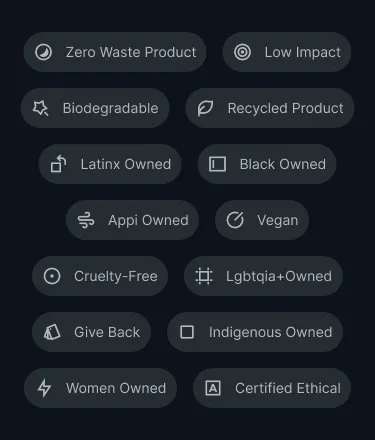 Zero Waste Product Low Impact
Biodegradable Recycled Product
Latinx Owned Black Owned
Appi Owned Vegan
Cruelty-Free Lgbtqia+Owned
Give Back Indigenous Owned
Women Owned A Certified Ethical